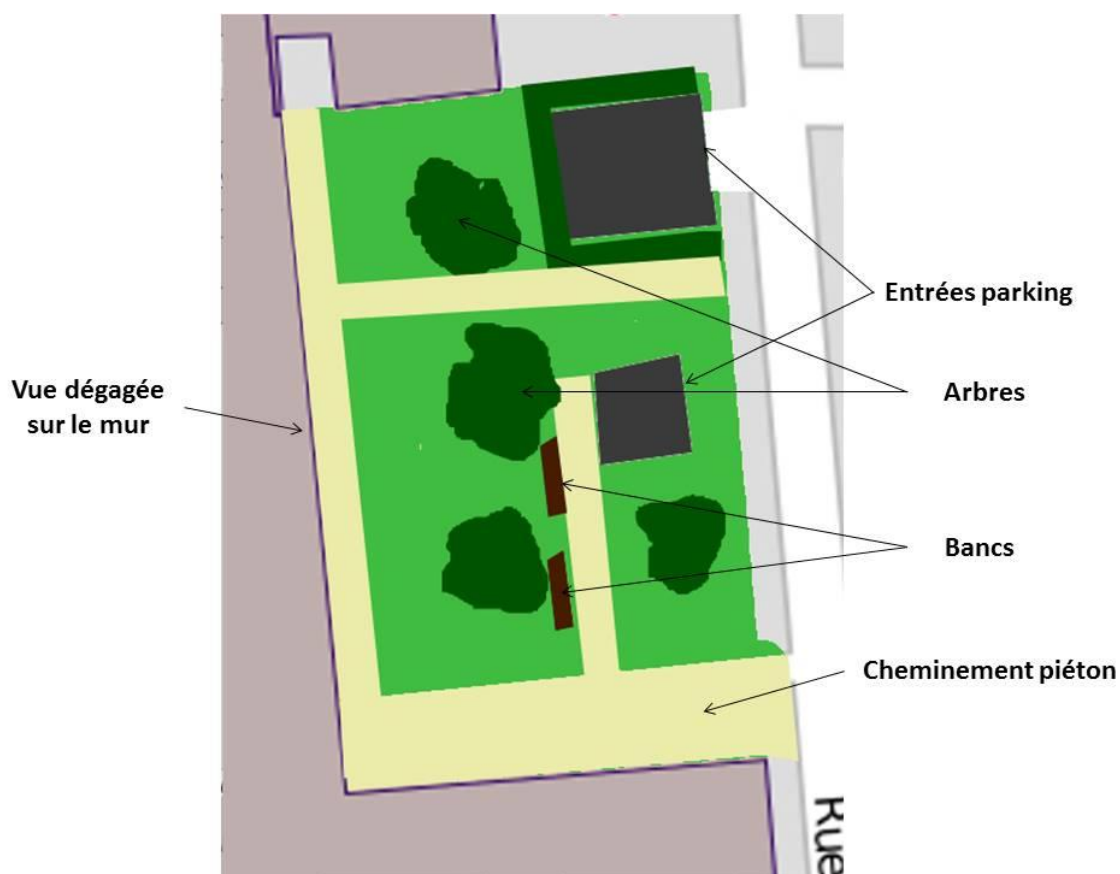 Entrées parking
Vue dégagée
sur le mur
Arbres
Bancs
Cheminement piéton
Rue